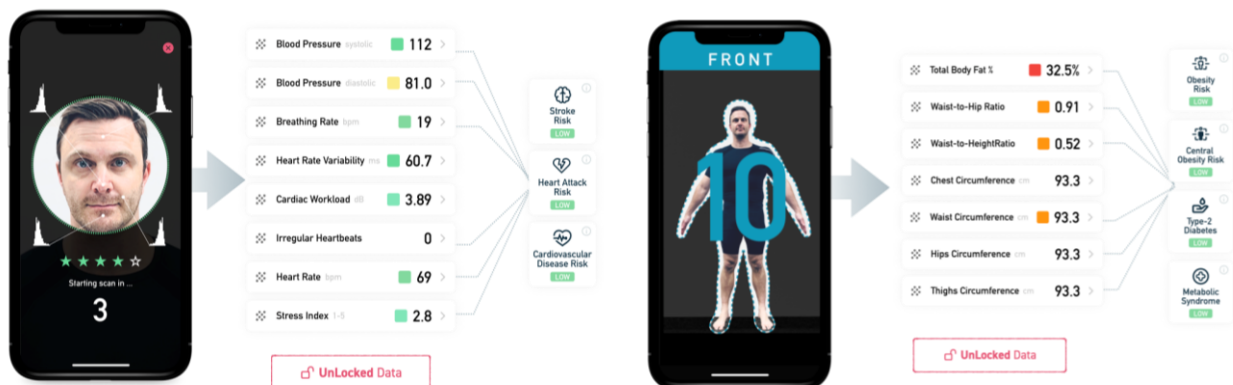 Starting scan in ...
3
Blood Pressure systolic 112
Blood Pressure diastolic 81.0
Breathing Rate bpm 19
Heart Rate Variability ms 60.7
Cardiac Workload dB 3.89
Irregular Heartbeats 0
Heart Rate bpm 69
Stress Index 1-5 2.8
UnLocked Data
Stroke
Risk
LOW
Heart Attack
Risk
LOW
Cardiovascular
Disease Risk
LOW
FRONT
10
Total Body Fat % 32.5%
Waist-to-Hip Ratio 0.91
Waist-to-HeightRatio 0.52
Chest Circumference cm 93.3
Waist Circumference cm 93.3
Hips Circumference cm 93.3
Thighs Circumference cm 93.3
UnLocked Data
Obesity
Risk
LOW
Central
Obesity Risk
LOW
Type-2
Diabetes
LOW
Metabolic
Syndrome
LOW